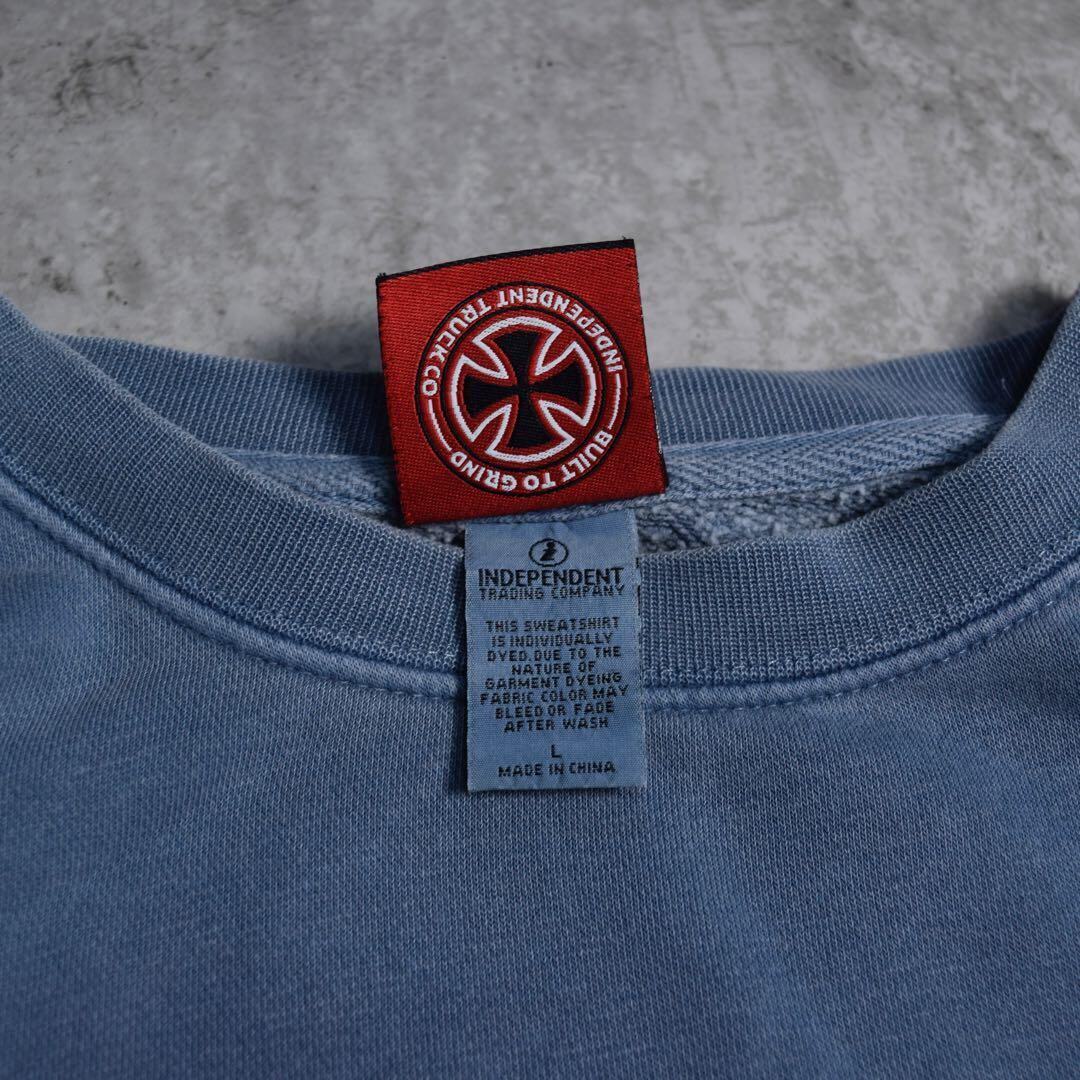 INDEPENDENT TRUCK CO
BUILT TO GRIND
i
INDEPENDENT
TRADING COMPANY
THIS SWEATSHIRT
IS INDIVIDUALLY
DYED. DUE TO THE
NATURE OF
GARMENT DYEING
FABRIC COLOR MAY
BLEED OR FADE
AFTER WASH
L
MADE IN CHINA